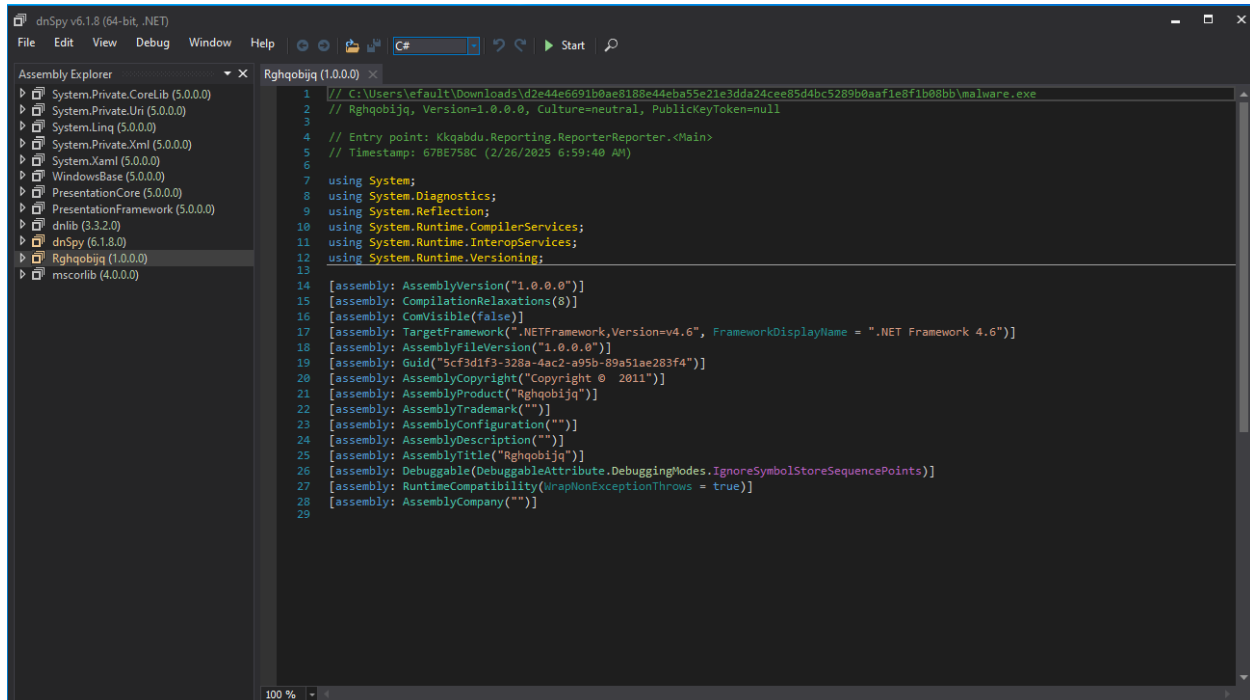 dnSpy v6.1.8 (64-bit, .NET)
File Edit View Debug Window Help C# Start
Assembly Explorer
System.Private.CoreLib (5.0.0.0)
System.Private.Uri (5.0.0.0)
System.Linq (5.0.0.0)
System.Private.Xml (5.0.0.0)
System.Xaml (5.0.0.0)
WindowsBase (5.0.0.0)
PresentationCore (5.0.0.0)
PresentationFramework (5.0.0.0)
dnlib (3.3.2.0)
dnSpy (6.1.8.0)
Rghqobijq (1.0.0.0)
mscorlib (4.0.0.0)
Rghqobijq (1.0.0.0)
1 // C:\Users\efault\Downloads\d2e44e6691b0ae8188e44eba55e21e3dda24cee85d4bc5289b0aaf1e8f1b08bb\malware.exe
2 // Rghqobijq, Version=1.0.0.0, Culture=neutral, PublicKeyToken=null
3
4 // Entry point: Kkqabdu.Reporting.ReporterReporter.<Main>
5 // Timestamp: 67BE758C (2/26/2025 6:59:40 AM)
6
7 using System;
8 using System.Diagnostics;
9 using System.Reflection;
10 using System.Runtime.CompilerServices;
11 using System.Runtime.InteropServices;
12 using System.Runtime.Versioning;
13
14 [assembly: AssemblyVersion("1.0.0.0")]
15 [assembly: CompilationRelaxations(8)]
16 [assembly: ComVisible(false)]
17 [assembly: TargetFramework(".NETFramework,Version=v4.6", FrameworkDisplayName = ".NET Framework 4.6")]
18 [assembly: AssemblyFileVersion("1.0.0.0")]
19 [assembly: Guid("5cf3d1f3-328a-4ac2-a95b-89a51ae283f4")]
20 [assembly: AssemblyCopyright("Copyright ©  2011")]
21 [assembly: AssemblyProduct("Rghqobijq")]
22 [assembly: AssemblyTrademark("")]
23 [assembly: AssemblyConfiguration("")]
24 [assembly: AssemblyDescription("")]
25 [assembly: AssemblyTitle("Rghqobijq")]
26 [assembly: Debuggable(DebuggableAttribute.DebuggingModes.IgnoreSymbolStoreSequencePoints)]
27 [assembly: RuntimeCompatibility(WrapNonExceptionThrows = true)]
28 [assembly: AssemblyCompany("")]
29
100 %